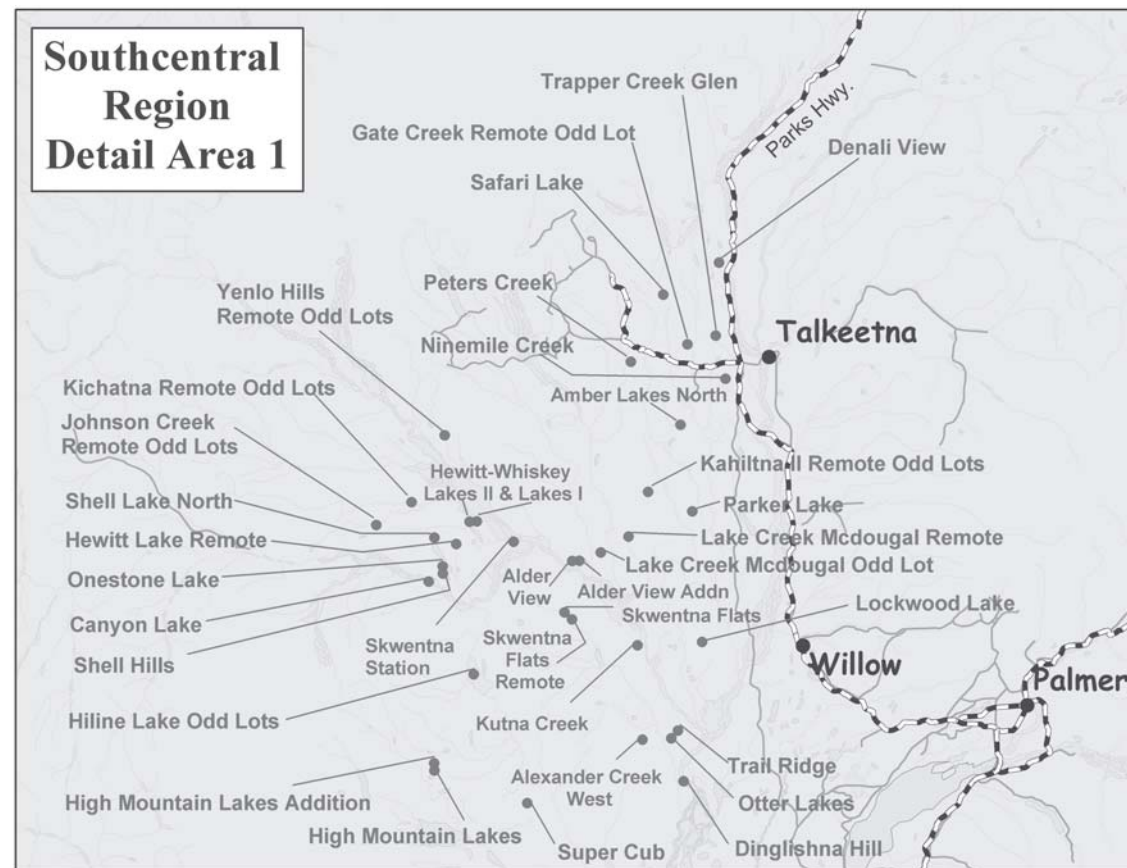 Southcentral
Region
Detail Area 1
Trapper Creek Glen
Parks Hwy.
Gate Creek Remote Odd Lot
Denali View
Safari Lake
Peters Creek
Yenlo Hills
Remote Odd Lots
Talkeetna
Ninemile Creek
Kichatna Remote Odd Lots
Amber Lakes North
Johnson Creek
Remote Odd Lots
Hewitt-Whiskey
Lakes II & Lakes I
Kahiltna II Remote Odd Lots
Shell Lake North
Parker Lake
Hewitt Lake Remote
Lake Creek Mcdougal Remote
Lake Creek Mcdougal Odd Lot
Onestone Lake
Alder
View
Alder View Addn
Lockwood Lake
Canyon Lake
Skwentna Flats
Shell Hills
Skwentna
Station
Skwentna
Flats
Remote
Willow
Palmer
Hiline Lake Odd Lots
Kutna Creek
Trail Ridge
Alexander Creek
West
High Mountain Lakes Addition
Otter Lakes
High Mountain Lakes
Super Cub
Dinglishna Hill